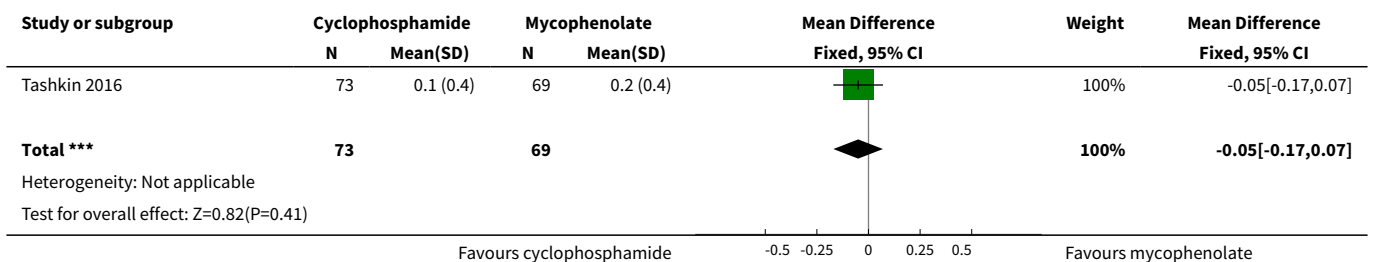 Study or subgroup Cyclophosphamide Mycophenolate Mean Difference Weight Mean Difference
N Mean(SD) N Mean(SD) Fixed, 95% CI Fixed, 95% CI
Tashkin 2016 73 0.1 (0.4) 69 0.2 (0.4) 100% -0.05[-0.17,0.07]
Total *** 73 69 100% -0.05[-0.17,0.07]
Heterogeneity: Not applicable
Test for overall effect: Z=0.82(P=0.41)
Favours cyclophosphamide -0.5 -0.25 0 0.25 0.5 Favours mycophenolate